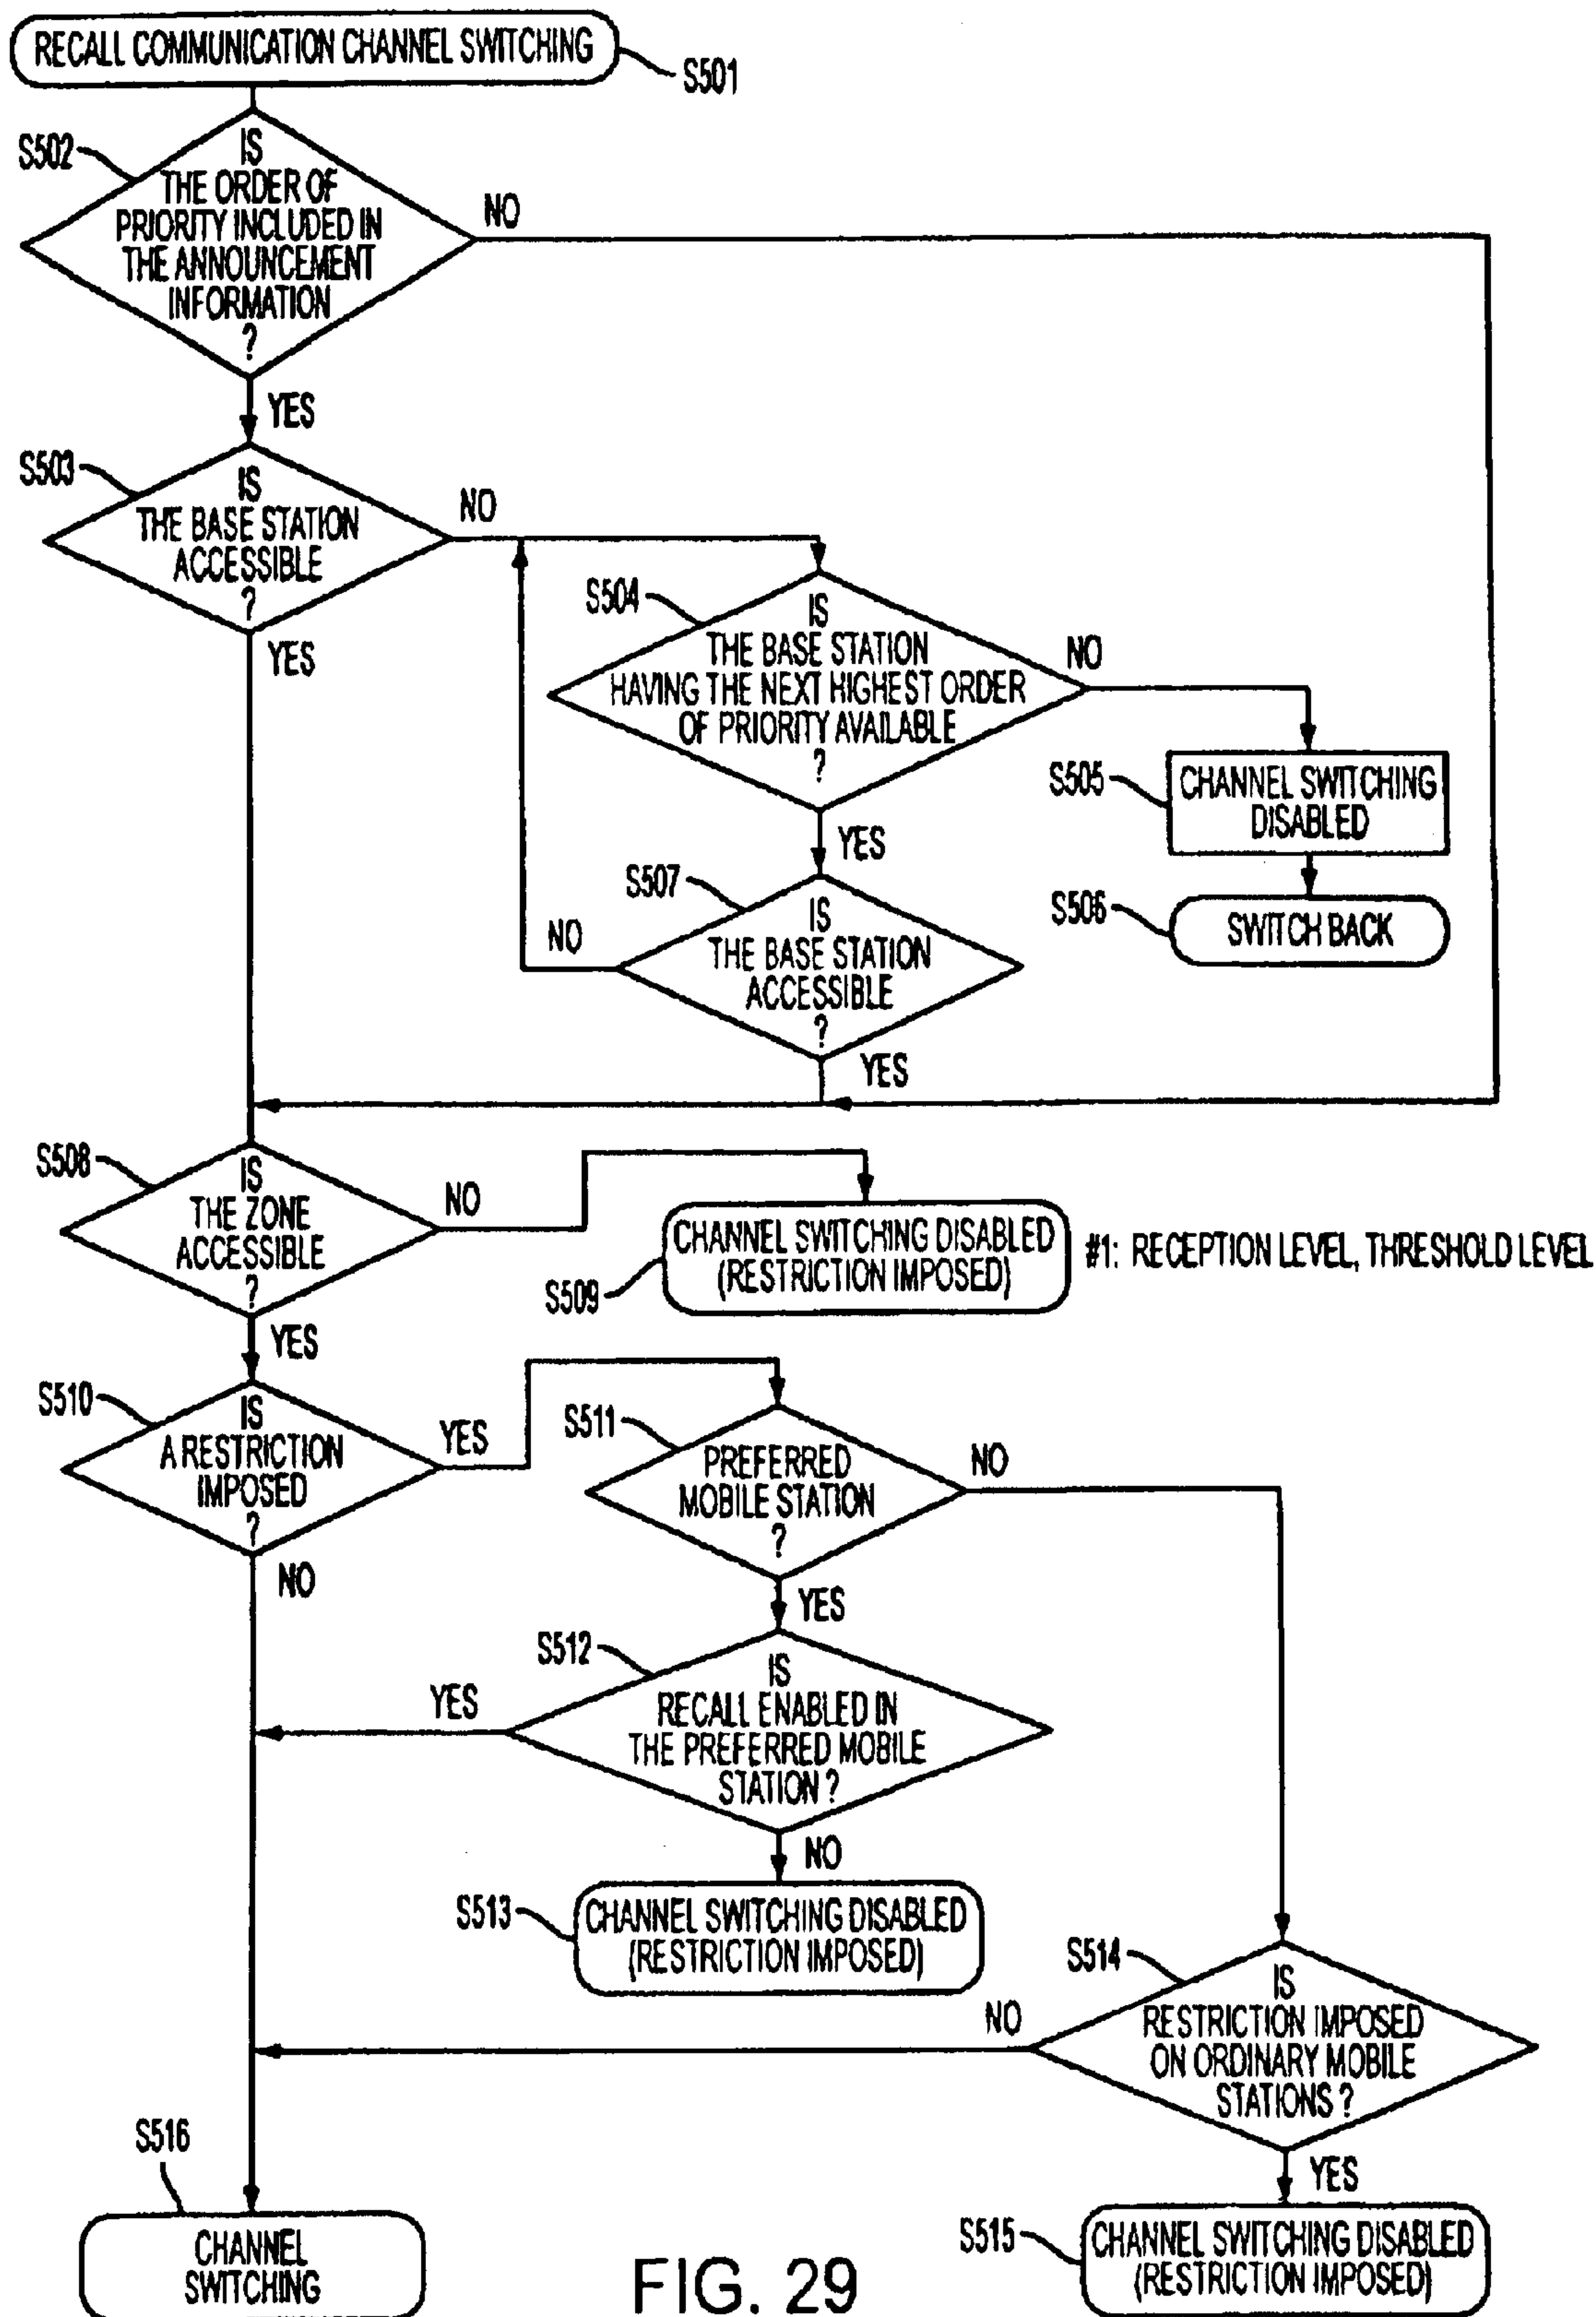 RECALL COMMUNICATION CHANNEL SWITCHING
S501
S502
IS
THE ORDER OF
PRIORITY INCLUDED IN
THE ANNOUNCEMENT
INFORMATION
?
NO
YES
S503
IS
THE BASE STATION
ACCESSIBLE
?
NO
YES
S504
IS
THE BASE STATION
HAVING THE NEXT HIGHEST ORDER
OF PRIORITY AVAILABLE
?
NO
YES
S505
CHANNEL SWITCHING
DISABLED
S506
SWITCH BACK
S507
IS
THE BASE STATION
ACCESSIBLE
?
NO
YES
S508
IS
THE ZONE
ACCESSIBLE
?
NO
YES
S509
CHANNEL SWITCHING DISABLED
(RESTRICTION IMPOSED)
#1: RECEPTION LEVEL, THRESHOLD LEVEL
S510
IS
A RESTRICTION
IMPOSED
?
YES
NO
S511
PREFERRED
MOBILE STATION
?
NO
YES
S512
IS
RECALL ENABLED IN
THE PREFERRED MOBILE
STATION ?
YES
NO
S513
CHANNEL SWITCHING DISABLED
(RESTRICTION IMPOSED)
S514
IS
RESTRICTION IMPOSED
ON ORDINARY MOBILE
STATIONS ?
NO
YES
S515
CHANNEL SWITCHING DISABLED
(RESTRICTION IMPOSED)
S516
CHANNEL
SWITCHING
FIG. 29